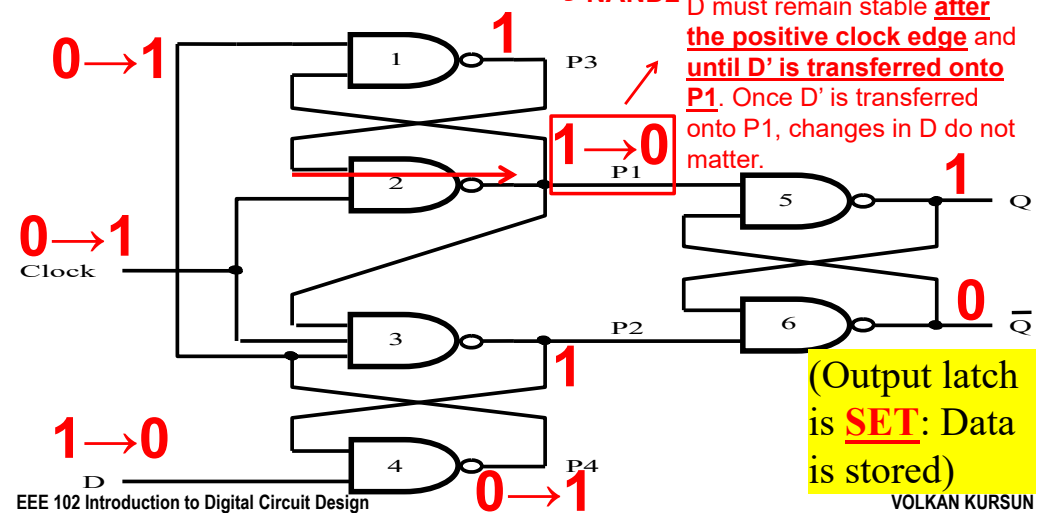 D must remain stable after
the positive clock edge and
until D' is transferred onto
P1. Once D' is transferred
onto P1, changes in D do not
matter.
0→1
1
1
P3
1→0
2
P1
1
5
Q
0→1
Clock
0
3
P2
6
Q̅
1
(Output latch
is SET: Data
is stored)
1→0
D
4
P4
0→1
EEE 102 Introduction to Digital Circuit Design
VOLKAN KURSUN